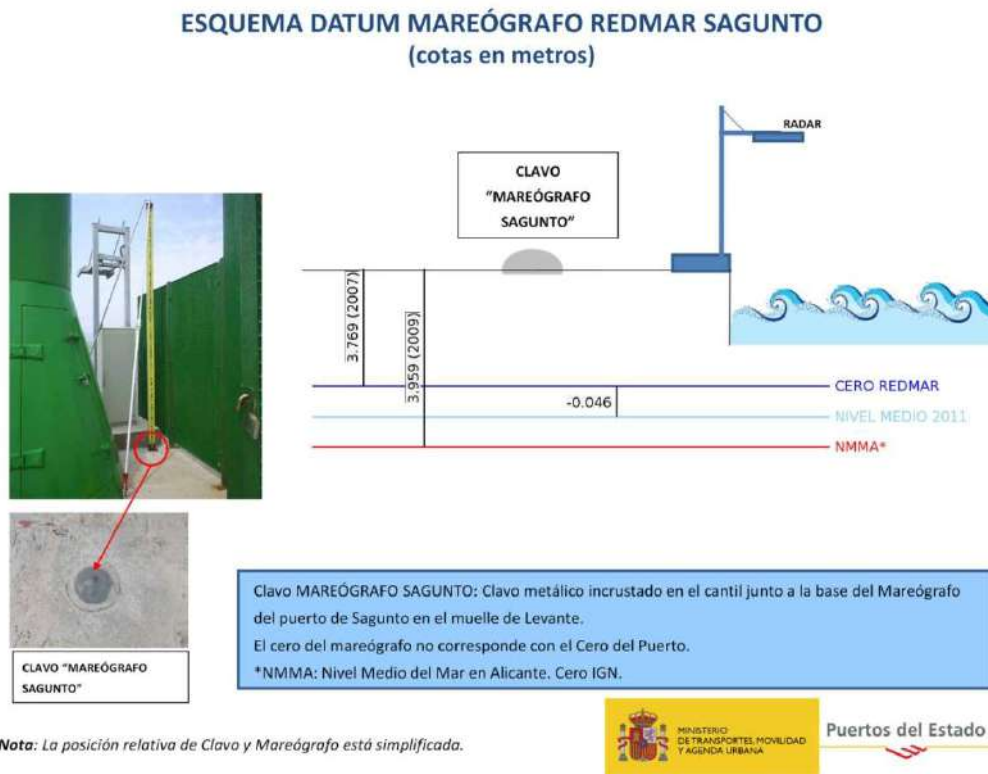 ESQUEMA DATUM MAREÓGRAFO REDMAR SAGUNTO
(cotas en metros)
RADAR
CLAVO
"MAREÓGRAFO
SAGUNTO"
3.769 (2007)
3.959 (2009)
CERO REDMAR
-0.046
NIVEL MEDIO 2011
NMMA*
Clavo MAREÓGRAFO SAGUNTO: Clavo metálico incrustado en el cantil junto a la base del Mareógrafo
del puerto de Sagunto en el muelle de Levante.
El cero del mareógrafo no corresponde con el Cero del Puerto.
*NMMA: Nivel Medio del Mar en Alicante. Cero IGN.
CLAVO "MAREÓGRAFO
SAGUNTO"
Nota: La posición relativa de Clavo y Mareógrafo está simplificada.
MINISTERIO
DE TRANSPORTES, MOVILIDAD
Y AGENDA URBANA
Puertos del Estado